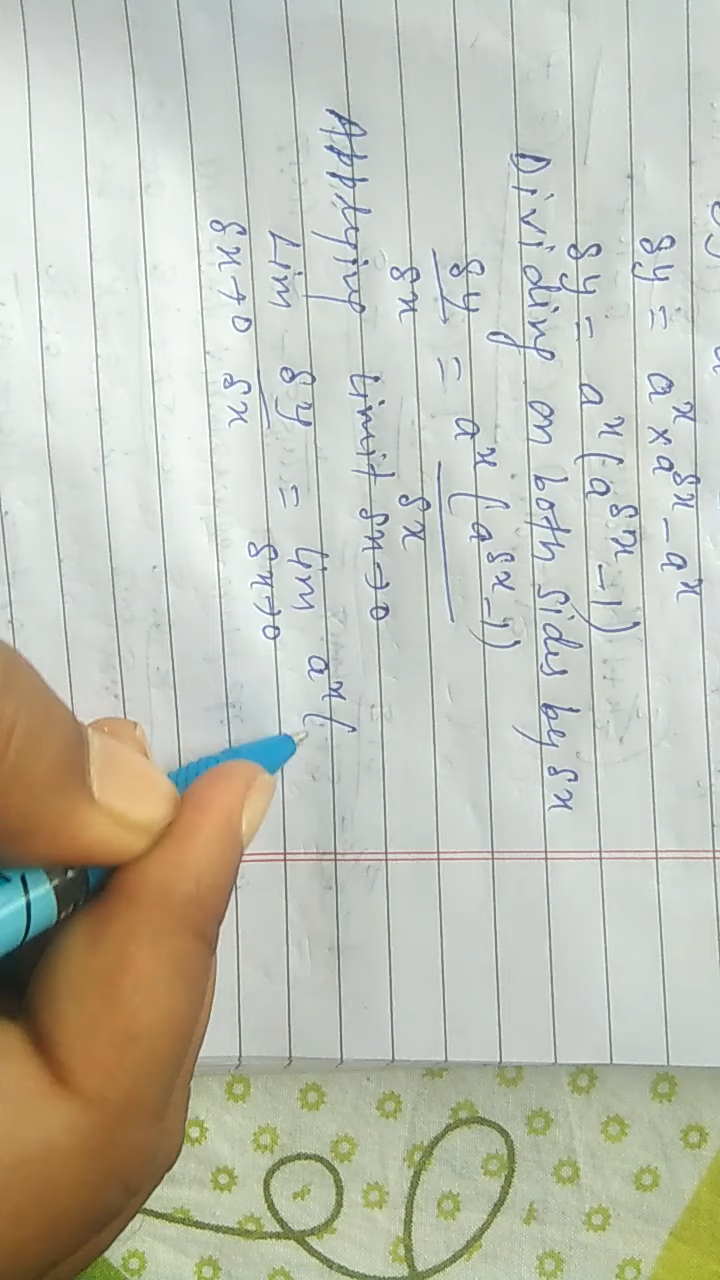 δy = a^x × a^δx − a^x
δy = a^x (a^δx − 1)
Dividing on both sides by δx
δy/δx = a^x (a^δx − 1)/δx
Applying Limit δx→0
Lim δx→0 δy/δx = Lim δx→0 a^x (